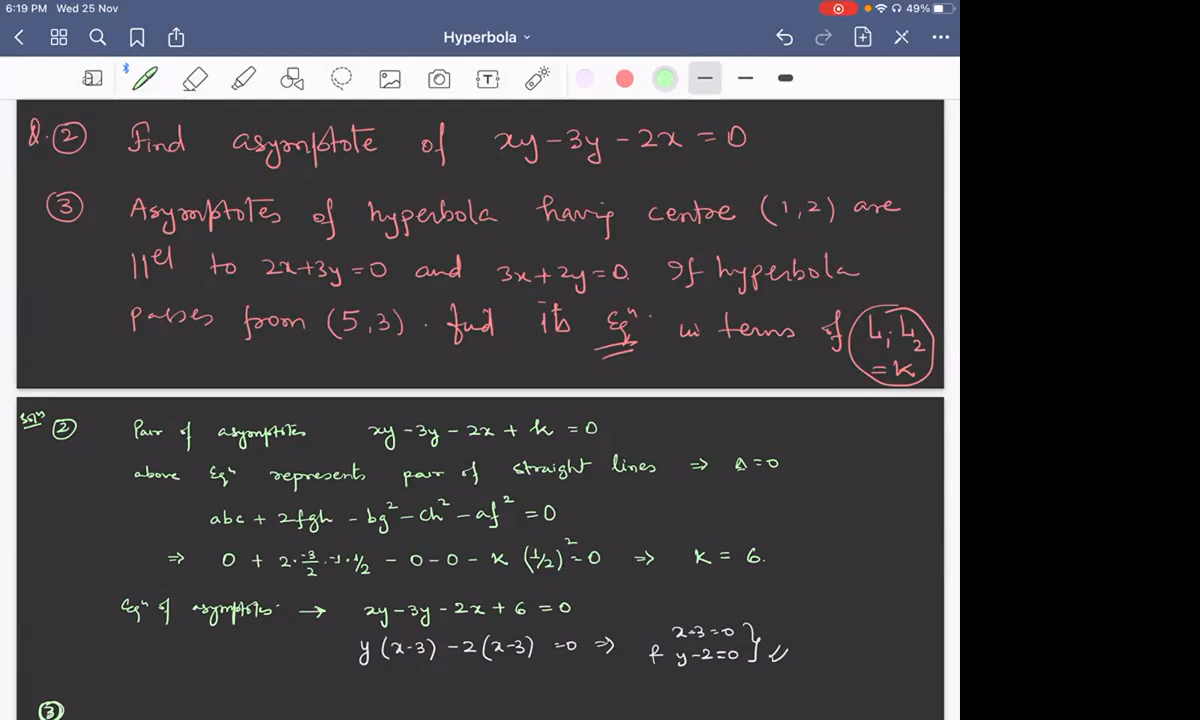 6:19 PM Wed 25 Nov
49%
Hyperbola
Q. ② Find asymptote of xy - 3y - 2x = 0
③ Asymptotes of hyperbola having centre (1,2) are
||el to 2x+3y=0 and 3x+2y=0. If hyperbola
passes from (5,3). find its Eqⁿ. in terms of L₁L₂
= k
Solⁿ ② Pair of asymptotes xy - 3y - 2x + k = 0
above Eqⁿ represents pair of straight lines ⇒ Δ=0
abc + 2fgh - bg² - ch² - af² = 0
⇒ 0 + 2·-3/2·-1·1/2 - 0 - 0 - k (1/2)² = 0 ⇒ k = 6.
Eqⁿ of asymptotes → xy - 3y - 2x + 6 = 0
y(x-3) - 2(x-3) = 0 ⇒ x-3=0
& y-2=0
③